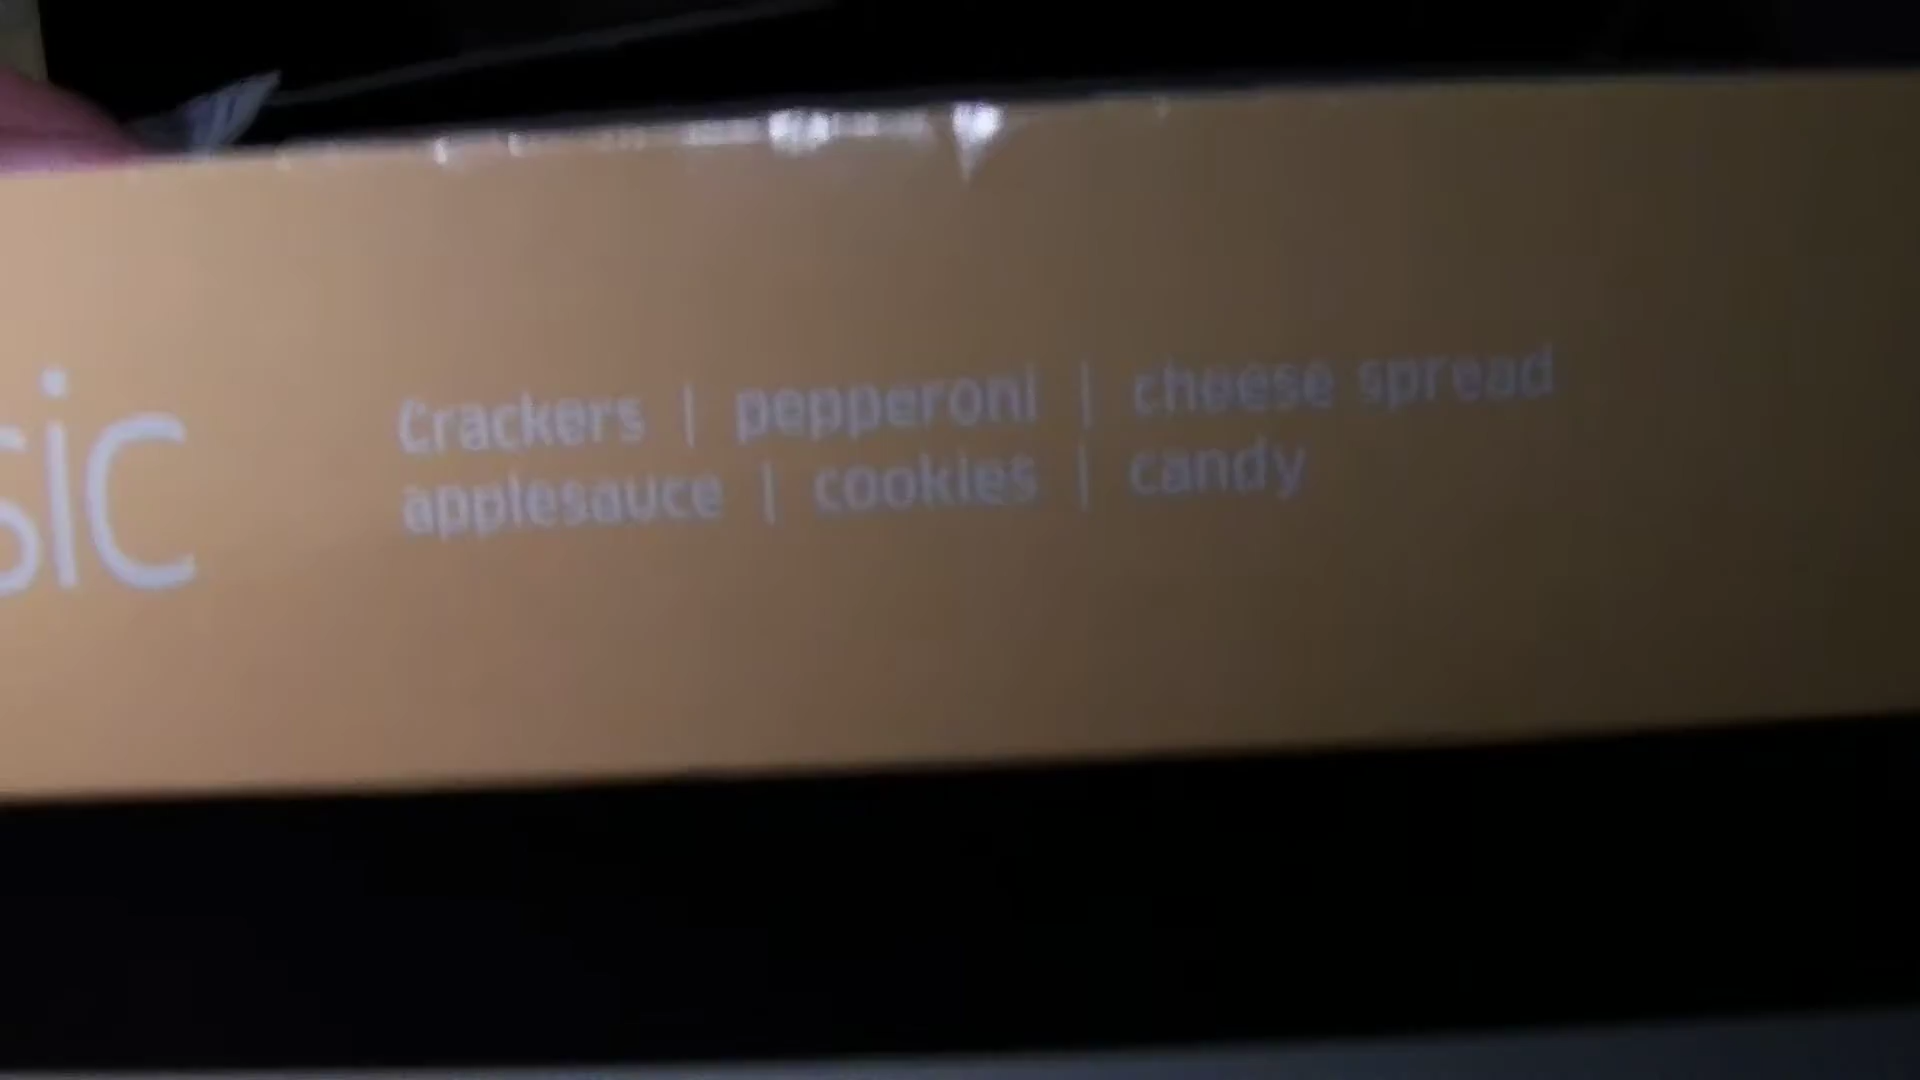 sic
Crackers | pepperoni | cheese spread
applesauce | cookies | candy